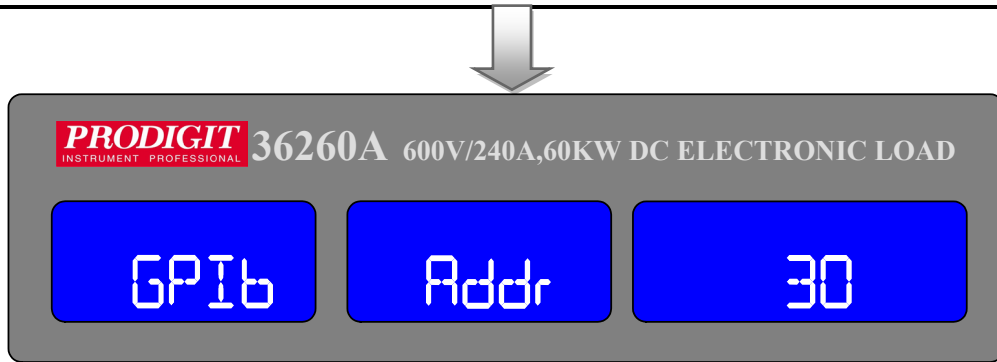 PRODIGIT 36260A 600V/240A,60KW DC ELECTRONIC LOAD
INSTRUMENT PROFESSIONAL
GPIb Addr 30